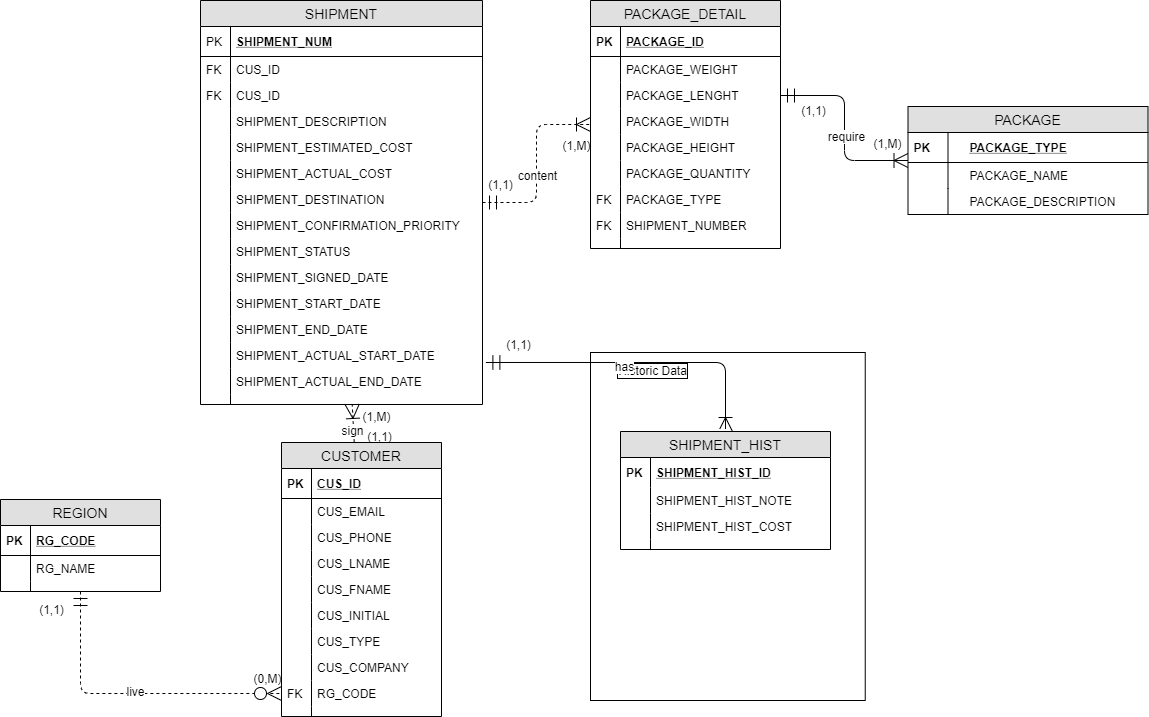 SHIPMENT
PK SHIPMENT_NUM
FK CUS_ID
FK CUS_ID
SHIPMENT_DESCRIPTION
SHIPMENT_ESTIMATED_COST
SHIPMENT_ACTUAL_COST
SHIPMENT_DESTINATION
SHIPMENT_CONFIRMATION_PRIORITY
SHIPMENT_STATUS
SHIPMENT_SIGNED_DATE
SHIPMENT_START_DATE
SHIPMENT_END_DATE
SHIPMENT_ACTUAL_START_DATE
SHIPMENT_ACTUAL_END_DATE
(1,1)
content
(1,M)
PACKAGE_DETAIL
PK PACKAGE_ID
PACKAGE_WEIGHT
PACKAGE_LENGHT
PACKAGE_WIDTH
PACKAGE_HEIGHT
PACKAGE_QUANTITY
FK PACKAGE_TYPE
FK SHIPMENT_NUMBER
(1,1)
require
(1,M)
PACKAGE
PK PACKAGE_TYPE
PACKAGE_NAME
PACKAGE_DESCRIPTION
(1,1)
has
Data
SHIPMENT_HIST
PK SHIPMENT_HIST_ID
SHIPMENT_HIST_NOTE
SHIPMENT_HIST_COST
(1,M)
sign
(1,1)
CUSTOMER
PK CUS_ID
CUS_EMAIL
CUS_PHONE
CUS_LNAME
CUS_FNAME
CUS_INITIAL
CUS_TYPE
CUS_COMPANY
FK RG_CODE
REGION
PK RG_CODE
RG_NAME
(1,1)
live
(0,M)